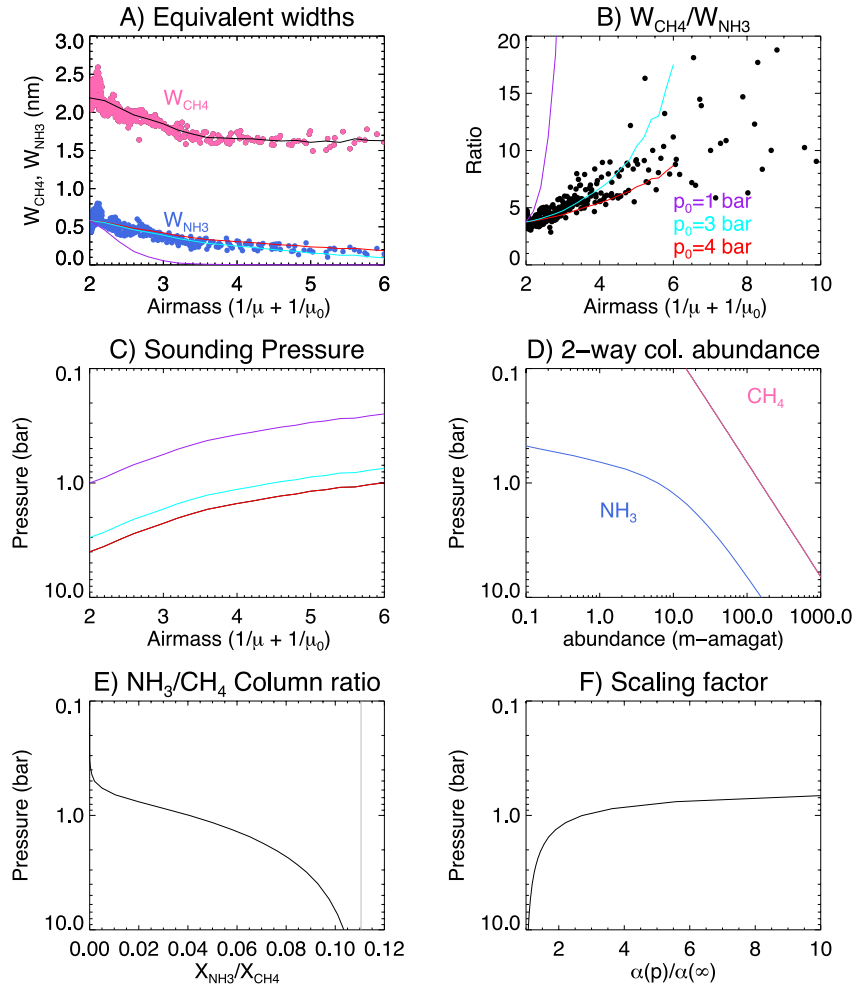 A) Equivalent widths
W_CH4, W_NH3 (nm)
3.0
2.5
2.0
1.5
1.0
0.5
0.0
W_CH4
W_NH3
2 3 4 5 6
Airmass (1/μ + 1/μ₀)
B) W_CH4/W_NH3
Ratio
20
15
10
5
0
p₀=1 bar
p₀=3 bar
p₀=4 bar
2 4 6 8 10
Airmass (1/μ + 1/μ₀)
C) Sounding Pressure
Pressure (bar)
0.1
1.0
10.0
2 3 4 5 6
Airmass (1/μ + 1/μ₀)
D) 2−way col. abundance
Pressure (bar)
0.1
1.0
10.0
CH₄
NH₃
0.1 1.0 10.0 100.0 1000.0
abundance (m−amagat)
E) NH₃/CH₄ Column ratio
Pressure (bar)
0.1
1.0
10.0
0.00 0.02 0.04 0.06 0.08 0.10 0.12
X_NH3/X_CH4
F) Scaling factor
Pressure (bar)
0.1
1.0
10.0
2 4 6 8 10
α(p)/α(∞)